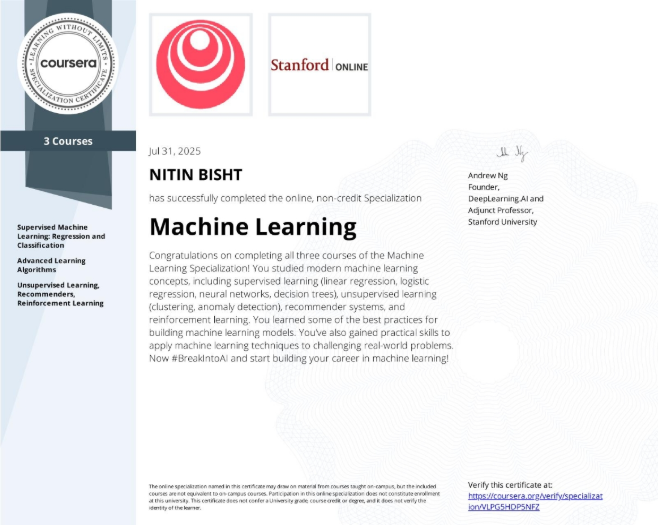 LEARNING WITHOUT LIMITS
coursera
SPECIALIZATION CERTIFICATE
3 Courses
Supervised Machine
Learning: Regression and
Classification
Advanced Learning
Algorithms
Unsupervised Learning,
Recommenders,
Reinforcement Learning
Stanford | ONLINE
Jul 31, 2025
NITIN BISHT
has successfully completed the online, non-credit Specialization
Machine Learning
Congratulations on completing all three courses of the Machine
Learning Specialization! You studied modern machine learning
concepts, including supervised learning (linear regression, logistic
regression, neural networks, decision trees), unsupervised learning
(clustering, anomaly detection), recommender systems, and
reinforcement learning. You learned some of the best practices for
building machine learning models. You've also gained practical skills to
apply machine learning techniques to challenging real-world problems.
Now #BreakIntoAI and start building your career in machine learning!
Andrew Ng
Founder,
DeepLearning.AI and
Adjunct Professor,
Stanford University
The online specialization named in this certificate may draw on material from courses taught on-campus, but the included
courses are not equivalent to on-campus courses. Participation in this online specialization does not constitute enrollment
at this university. This certificate does not confer a University grade, course credit or degree, and it does not verify the
identity of the learner.
Verify this certificate at:
https://coursera.org/verify/specializat
ion/VLPG5HDP5NFZ